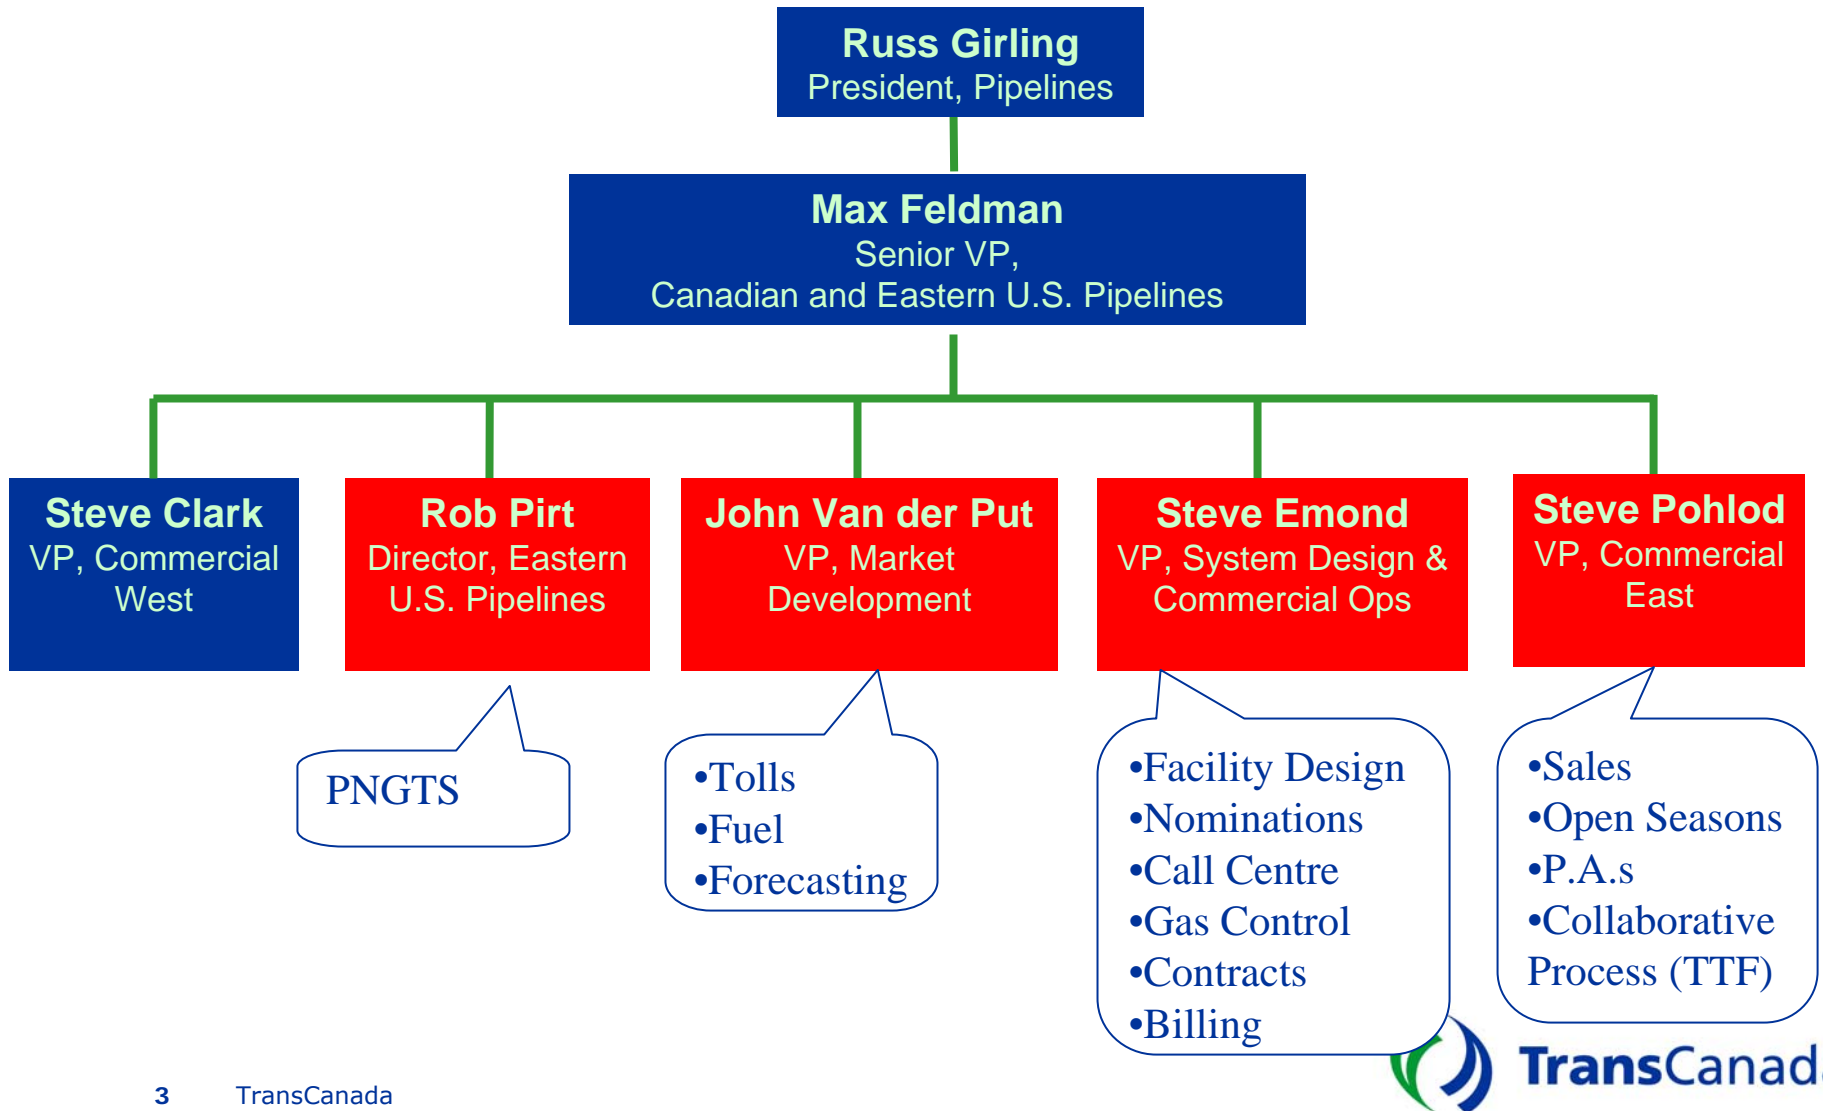 Russ Girling
President, Pipelines
Max Feldman
Senior VP,
Canadian and Eastern U.S. Pipelines
Steve Clark
VP, Commercial
West
Rob Pirt
Director, Eastern
U.S. Pipelines
John Van der Put
VP, Market
Development
Steve Emond
VP, System Design &
Commercial Ops
Steve Pohlod
VP, Commercial
East
PNGTS
•Tolls
•Fuel
•Forecasting
•Facility Design
•Nominations
•Call Centre
•Gas Control
•Contracts
•Billing
•Sales
•Open Seasons
•P.A.s
•Collaborative
Process (TTF)
3 TransCanada
TransCanada